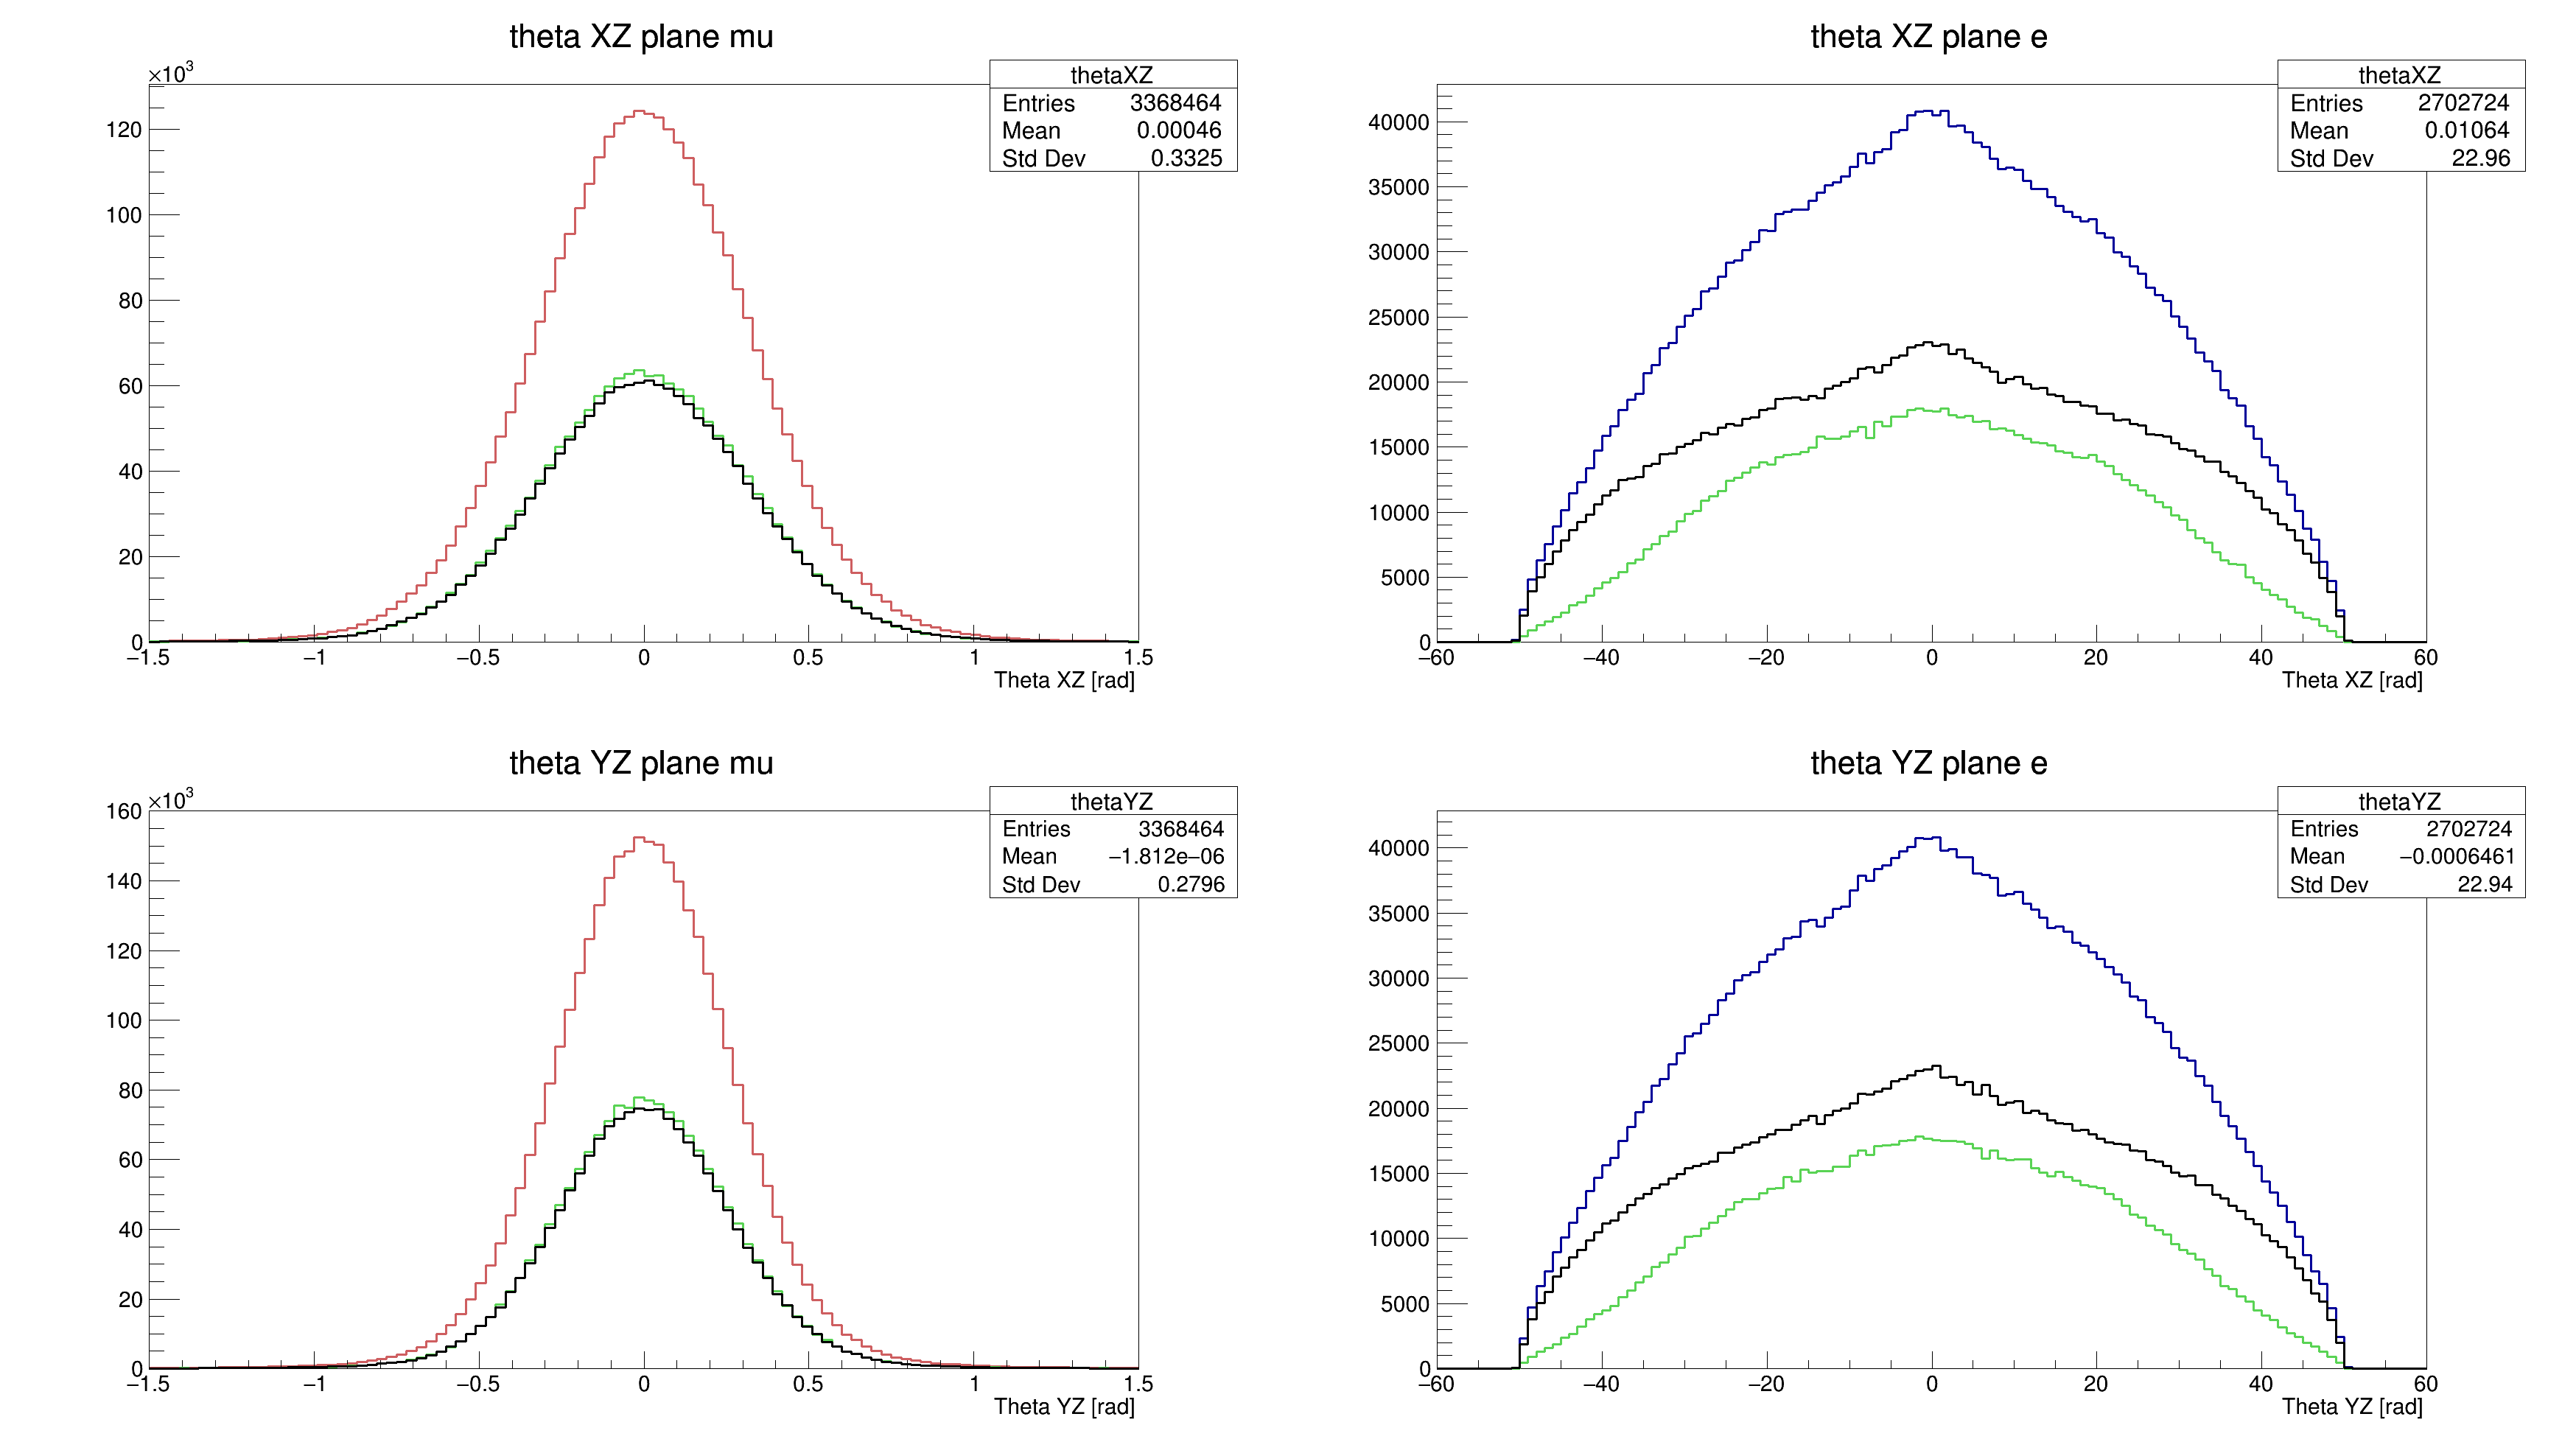 theta XZ plane mu
×10³
thetaXZ
Entries 3368464
Mean 0.00046
Std Dev 0.3325
120
100
80
60
40
20
0
−1.5 −1 −0.5 0 0.5 1 1.5
Theta XZ [rad]
theta XZ plane e
thetaXZ
Entries 2702724
Mean 0.01064
Std Dev 22.96
40000
35000
30000
25000
20000
15000
10000
5000
0
−60 −40 −20 0 20 40 60
Theta XZ [rad]
theta YZ plane mu
×10³
thetaYZ
Entries 3368464
Mean −1.812e−06
Std Dev 0.2796
160
140
120
100
80
60
40
20
0
−1.5 −1 −0.5 0 0.5 1 1.5
Theta YZ [rad]
theta YZ plane e
thetaYZ
Entries 2702724
Mean −0.0006461
Std Dev 22.94
40000
35000
30000
25000
20000
15000
10000
5000
0
−60 −40 −20 0 20 40 60
Theta YZ [rad]